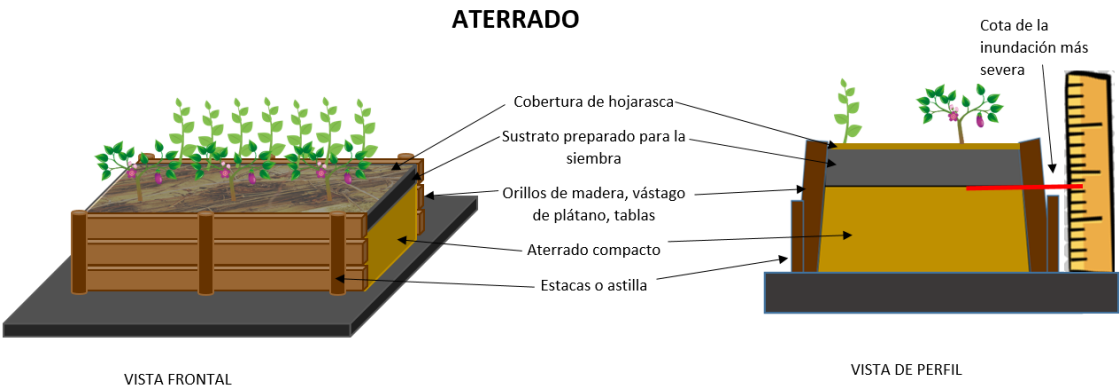 ATERRADO
Cota de la
inundación más
severa
Cobertura de hojarasca
Sustrato preparado para la
siembra
Orillos de madera, vástago
de plátano, tablas
Aterrado compacto
Estacas o astilla
VISTA FRONTAL
VISTA DE PERFIL